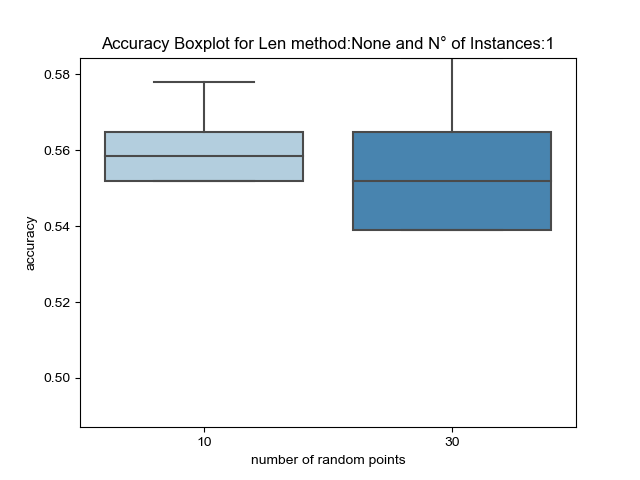 Accuracy Boxplot for Len method:None and N° of Instances:1
0.58
0.56
0.54
0.52
0.50
accuracy
10
30
number of random points